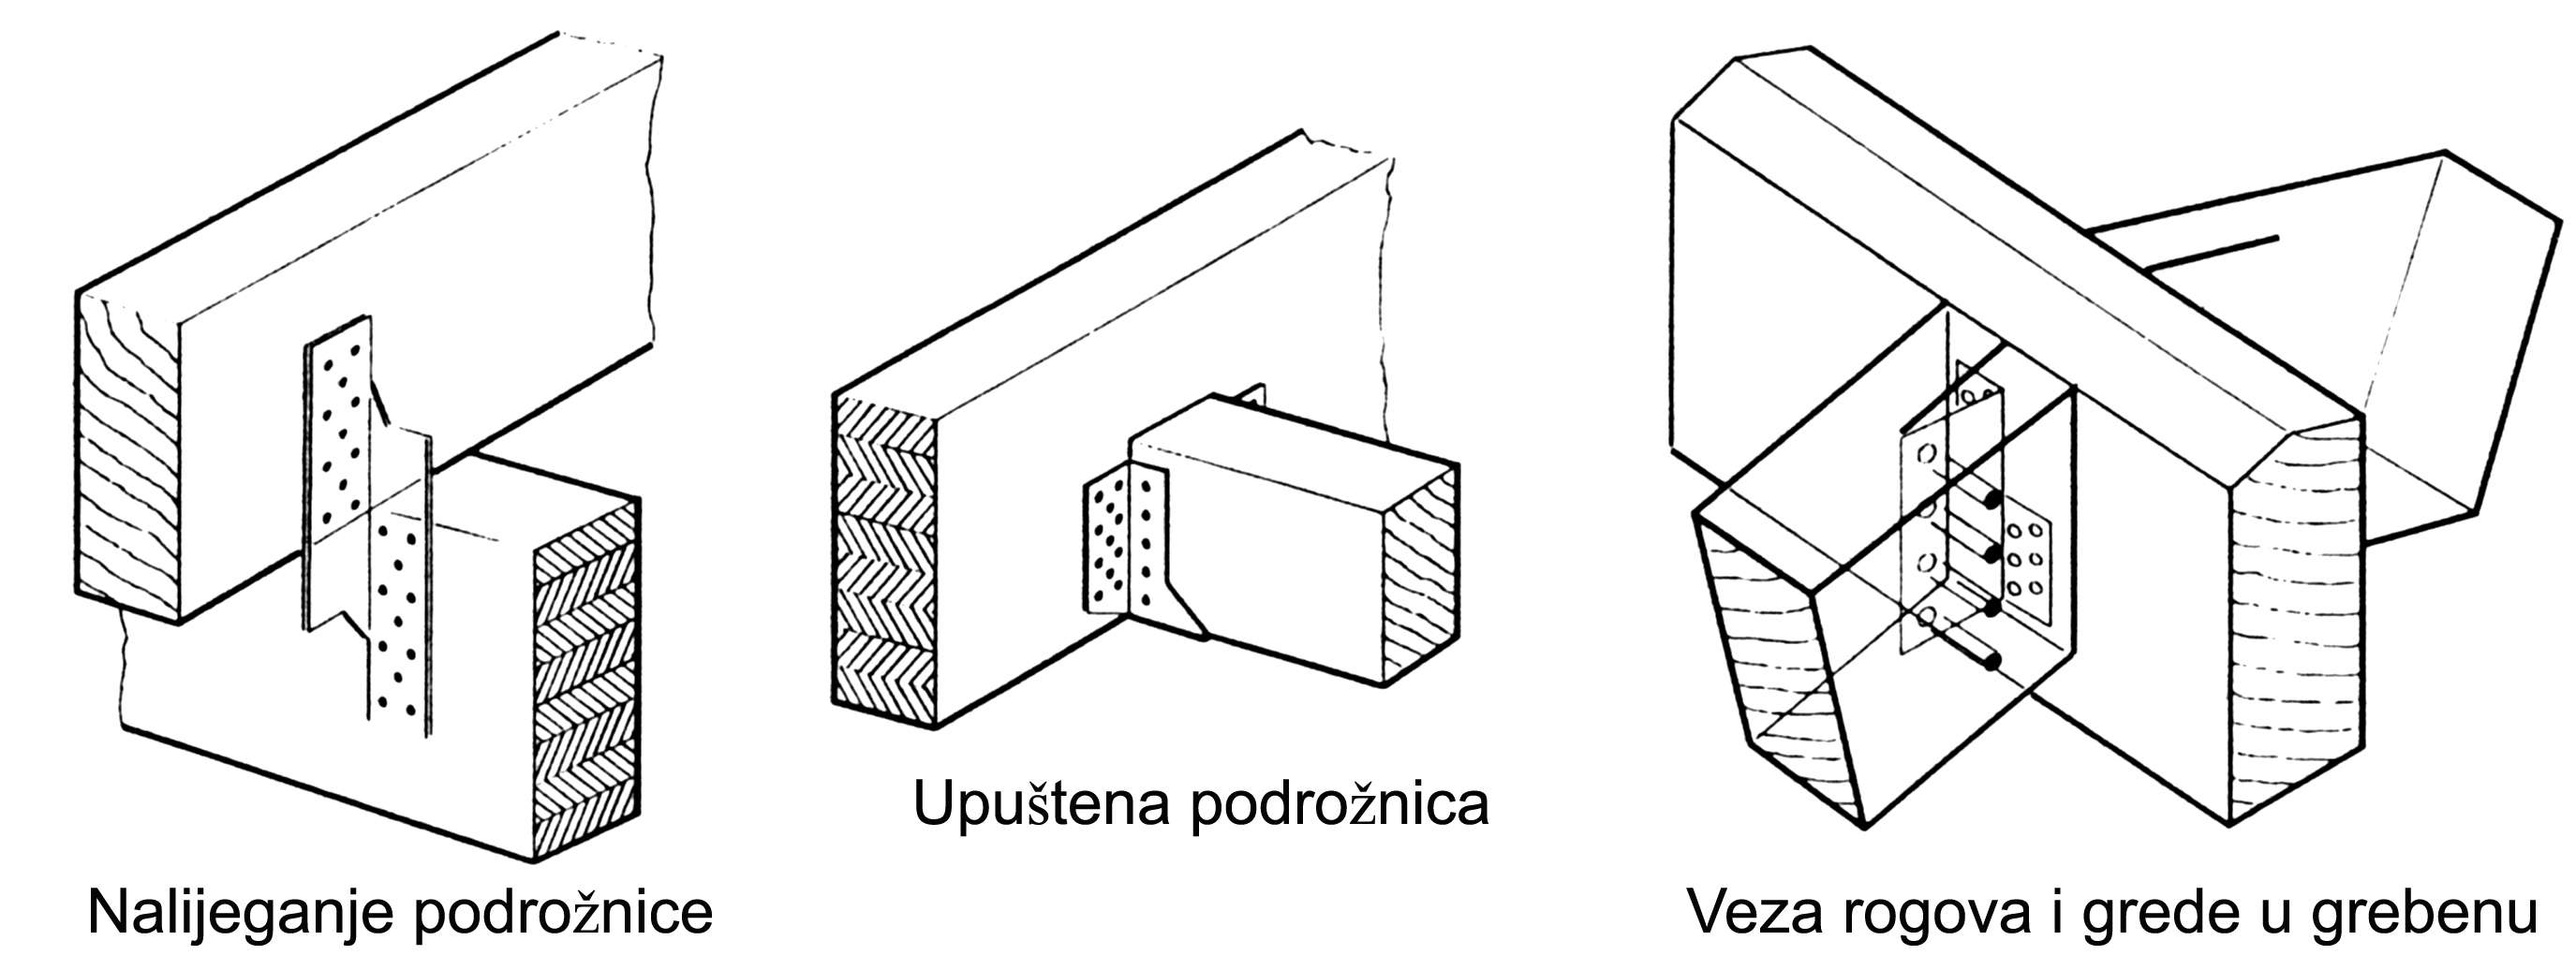 Upuštena podrožnica
Nalijeganje podrožnice
Veza rogova i grede u grebenu